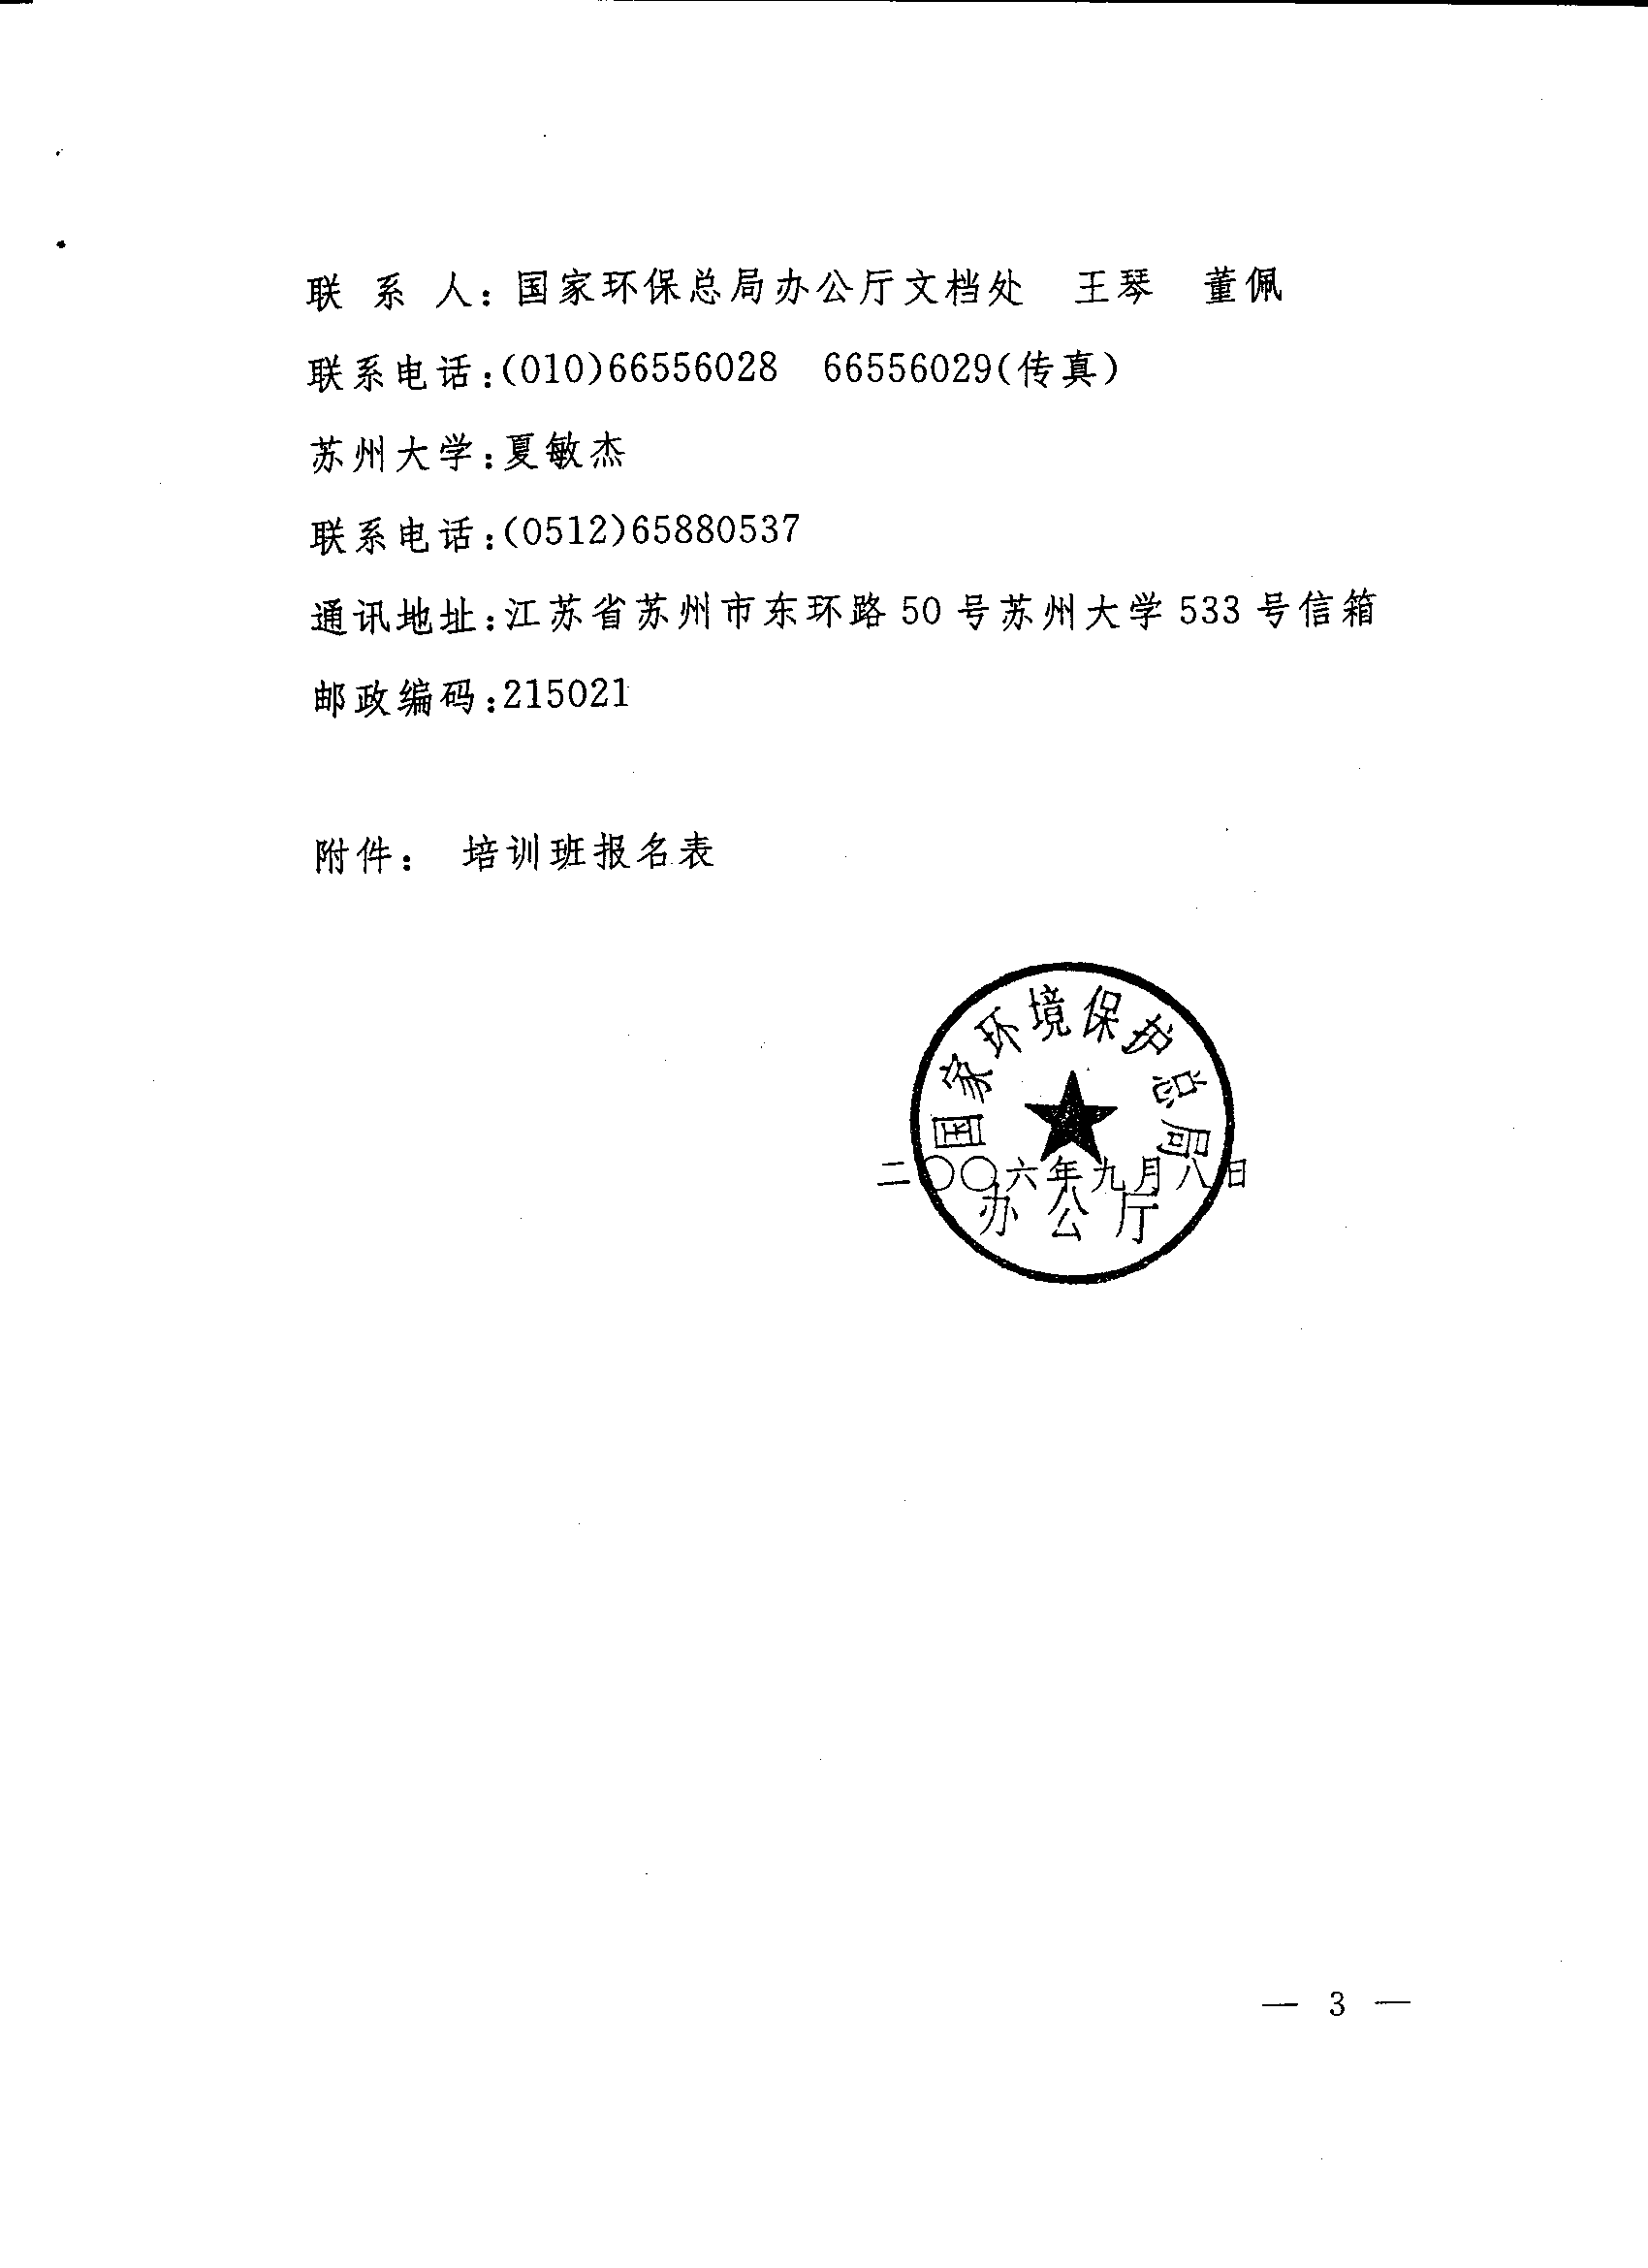 联 系 人：国家环保总局办公厅文档处　王琴　董佩
联系电话：(010)66556028　66556029(传真)
苏州大学：夏敏杰
联系电话：(0512)65880537
通讯地址：江苏省苏州市东环路 50 号苏州大学 533 号信箱
邮政编码：215021
附件：　培训班报名表
国家环境保护总局
二〇〇六年九月八日
办公厅
— 3 —